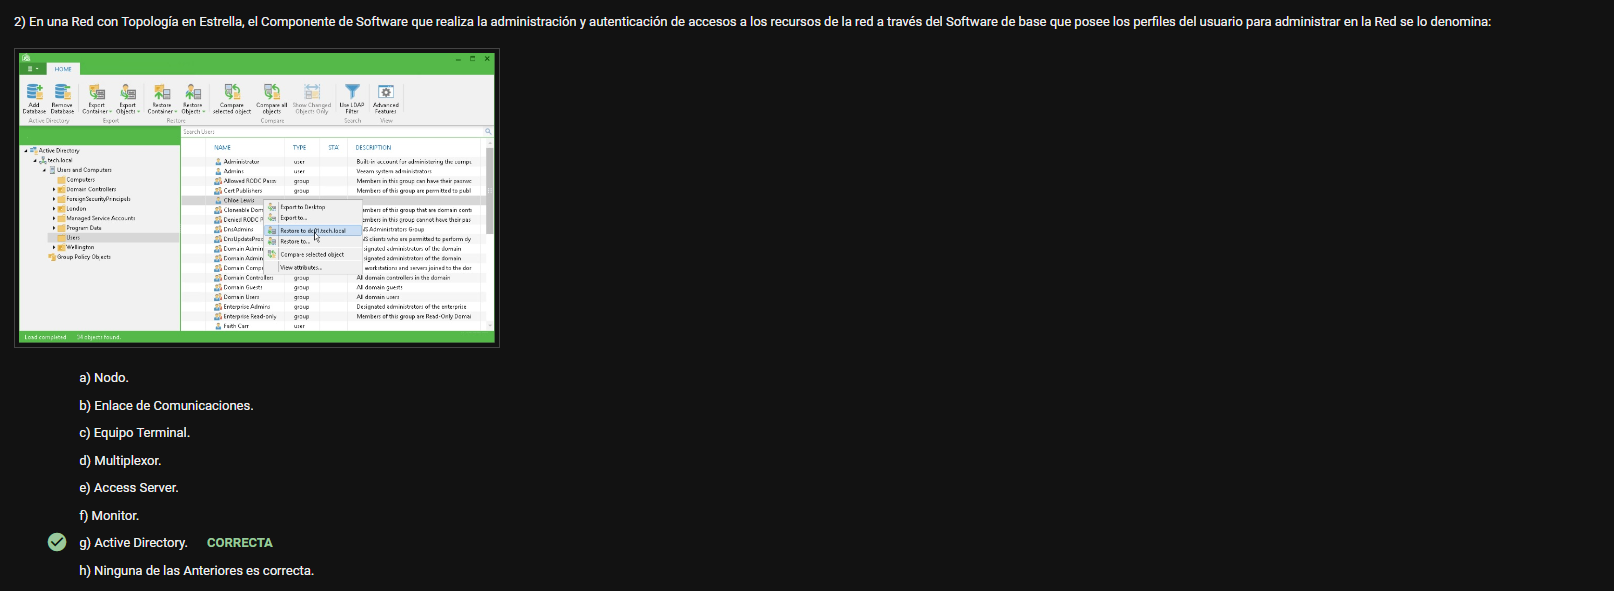 2) En una Red con Topología en Estrella, el Componente de Software que realiza la administración y autenticación de accesos a los recursos de la red a través del Software de base que posee los perfiles del usuario para administrar en la Red se lo denomina:
HOME
Add Database
Remove Database
Export Container
Export Objects
Restore Container
Restore Objects
Compare selected object
Compare all objects
Show Changed Objects Only
Use LDAP Filter
Advanced Features
Active Directory
Export
Restore
Compare
Search
View
Search Users
Active Directory
tech.local
Users and Computers
Computers
Domain Controllers
ForeignSecurityPrincipals
London
Managed Service Accounts
Program Data
Users
Wellington
Group Policy Objects
NAME TYPE STA DESCRIPTION
Administrator user Built-in account for administering the compu
Admins user Veeam system administrators
Allowed RODC Passv group Members in this group can have their passwc
Cert Publishers group Members of this group are permitted to publ
Chloe Lewis
Cloneable Dom embers of this group that are domain conti
Denied RODC P embers in this group cannot have their pas
DnsAdmins NS Administrators Group
DnsUpdateProx NS clients who are permitted to perform dy
Domain Admin signated administrators of the domain
Domain Admin signated administrators of the domain
Domain Comp workstations and servers joined to the dor
Domain Controllers group All domain controllers in the domain
Domain Guests group All domain guests
Domain Users group All domain users
Enterprise Admins group Designated administrators of the enterprise
Enterprise Read-only group Members of this group are Read-Only Domai
Faith Carr user
Export to Desktop
Export to...
Restore to dc01.tech.local
Restore to...
Compare selected object
View attributes...
Load completed 34 objects found.
a) Nodo.
b) Enlace de Comunicaciones.
c) Equipo Terminal.
d) Multiplexor.
e) Access Server.
f) Monitor.
g) Active Directory. CORRECTA
h) Ninguna de las Anteriores es correcta.